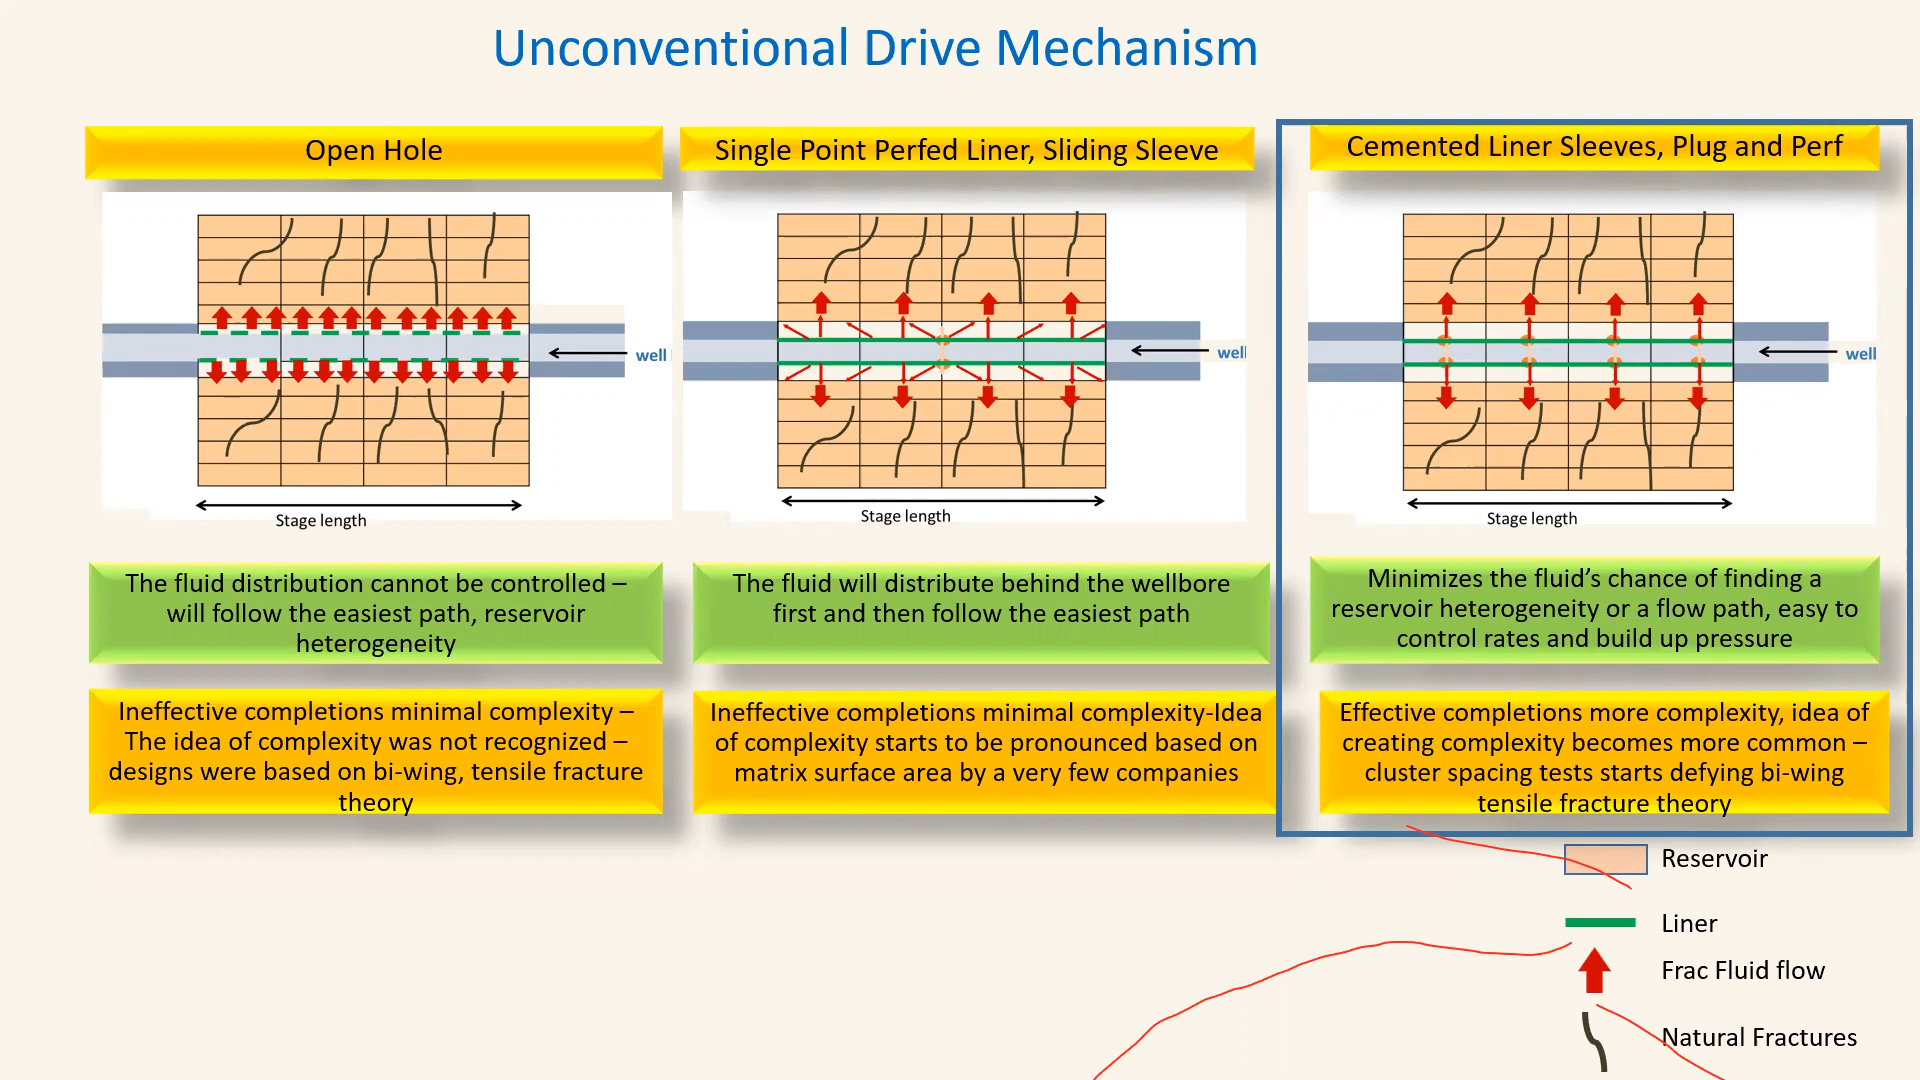 Unconventional Drive Mechanism
Open Hole
well
Stage length
The fluid distribution cannot be controlled –
will follow the easiest path, reservoir
heterogeneity
Ineffective completions minimal complexity –
The idea of complexity was not recognized –
designs were based on bi-wing, tensile fracture
theory
Single Point Perfed Liner, Sliding Sleeve
well
Stage length
The fluid will distribute behind the wellbore
first and then follow the easiest path
Ineffective completions minimal complexity-Idea
of complexity starts to be pronounced based on
matrix surface area by a very few companies
Cemented Liner Sleeves, Plug and Perf
well
Stage length
Minimizes the fluid’s chance of finding a
reservoir heterogeneity or a flow path, easy to
control rates and build up pressure
Effective completions more complexity, idea of
creating complexity becomes more common –
cluster spacing tests starts defying bi-wing
tensile fracture theory
Reservoir
Liner
Frac Fluid flow
Natural Fractures